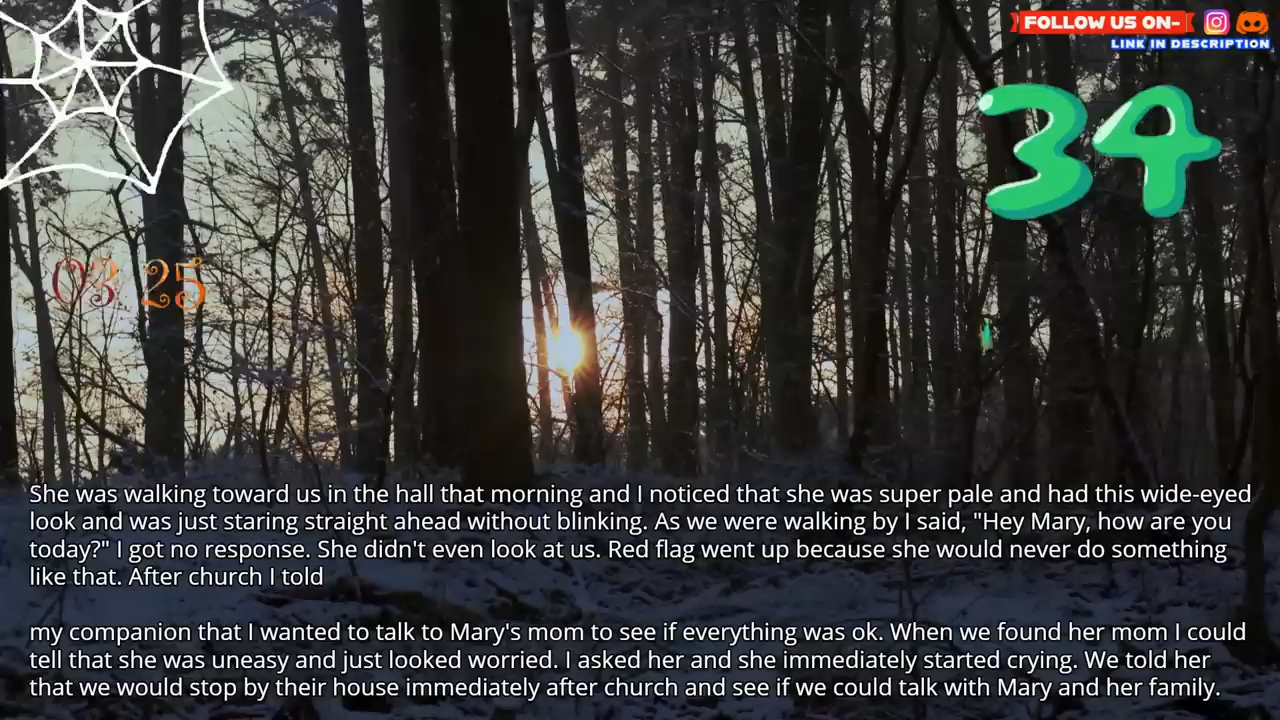 FOLLOW US ON-
LINK IN DESCRIPTION
34
03:25
She was walking toward us in the hall that morning and I noticed that she was super pale and had this wide-eyed
look and was just staring straight ahead without blinking. As we were walking by I said, "Hey Mary, how are you
today?" I got no response. She didn't even look at us. Red flag went up because she would never do something
like that. After church I told
my companion that I wanted to talk to Mary's mom to see if everything was ok. When we found her mom I could
tell that she was uneasy and just looked worried. I asked her and she immediately started crying. We told her
that we would stop by their house immediately after church and see if we could talk with Mary and her family.